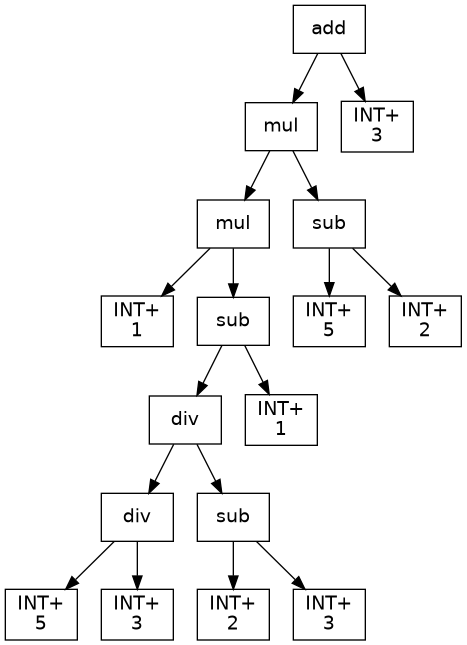 add
mul
INT+
3
mul
sub
INT+
1
sub
INT+
5
INT+
2
div
INT+
1
div
sub
INT+
5
INT+
3
INT+
2
INT+
3